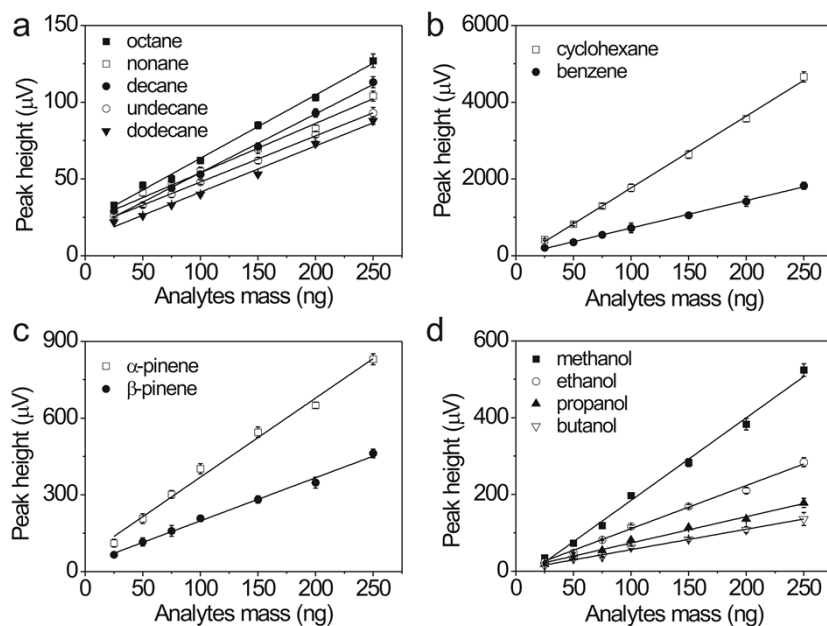 a
150
100
50
0
Peak height (μV)
octane
nonane
decane
undecane
dodecane
0 50 100 150 200 250
Analytes mass (ng)
b
6000
4000
2000
0
Peak height (μV)
cyclohexane
benzene
0 50 100 150 200 250
Analytes mass (ng)
c
900
600
300
0
Peak height (μV)
α-pinene
β-pinene
0 50 100 150 200 250
Analytes mass (ng)
d
600
400
200
0
Peak height (μV)
methanol
ethanol
propanol
butanol
0 50 100 150 200 250
Analytes mass (ng)